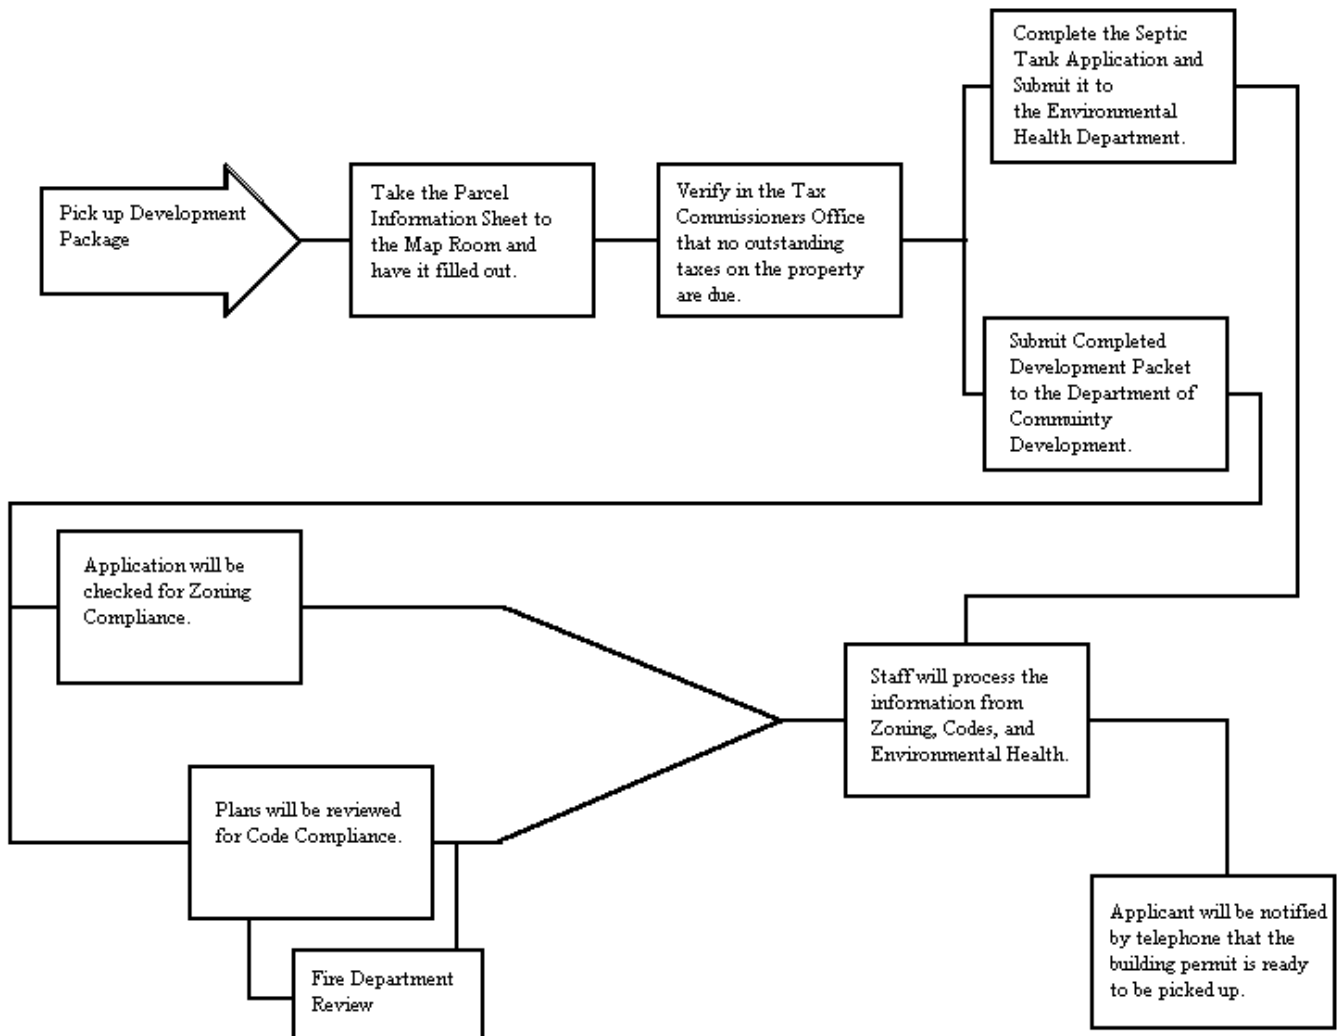 Pick up Development
Package
Take the Parcel
Information Sheet to
the Map Room and
have it filled out.
Verify in the Tax
Commissioners Office
that no outstanding
taxes on the property
are due.
Complete the Septic
Tank Application and
Submit it to
the Environmental
Health Department.
Submit Completed
Development Packet
to the Department of
Commuinty
Development.
Application will be
checked for Zoning
Compliance.
Plans will be reviewed
for Code Compliance.
Fire Department
Review
Staff will process the
information from
Zoning, Codes, and
Environmental Health.
Applicant will be notified
by telephone that the
building permit is ready
to be picked up.